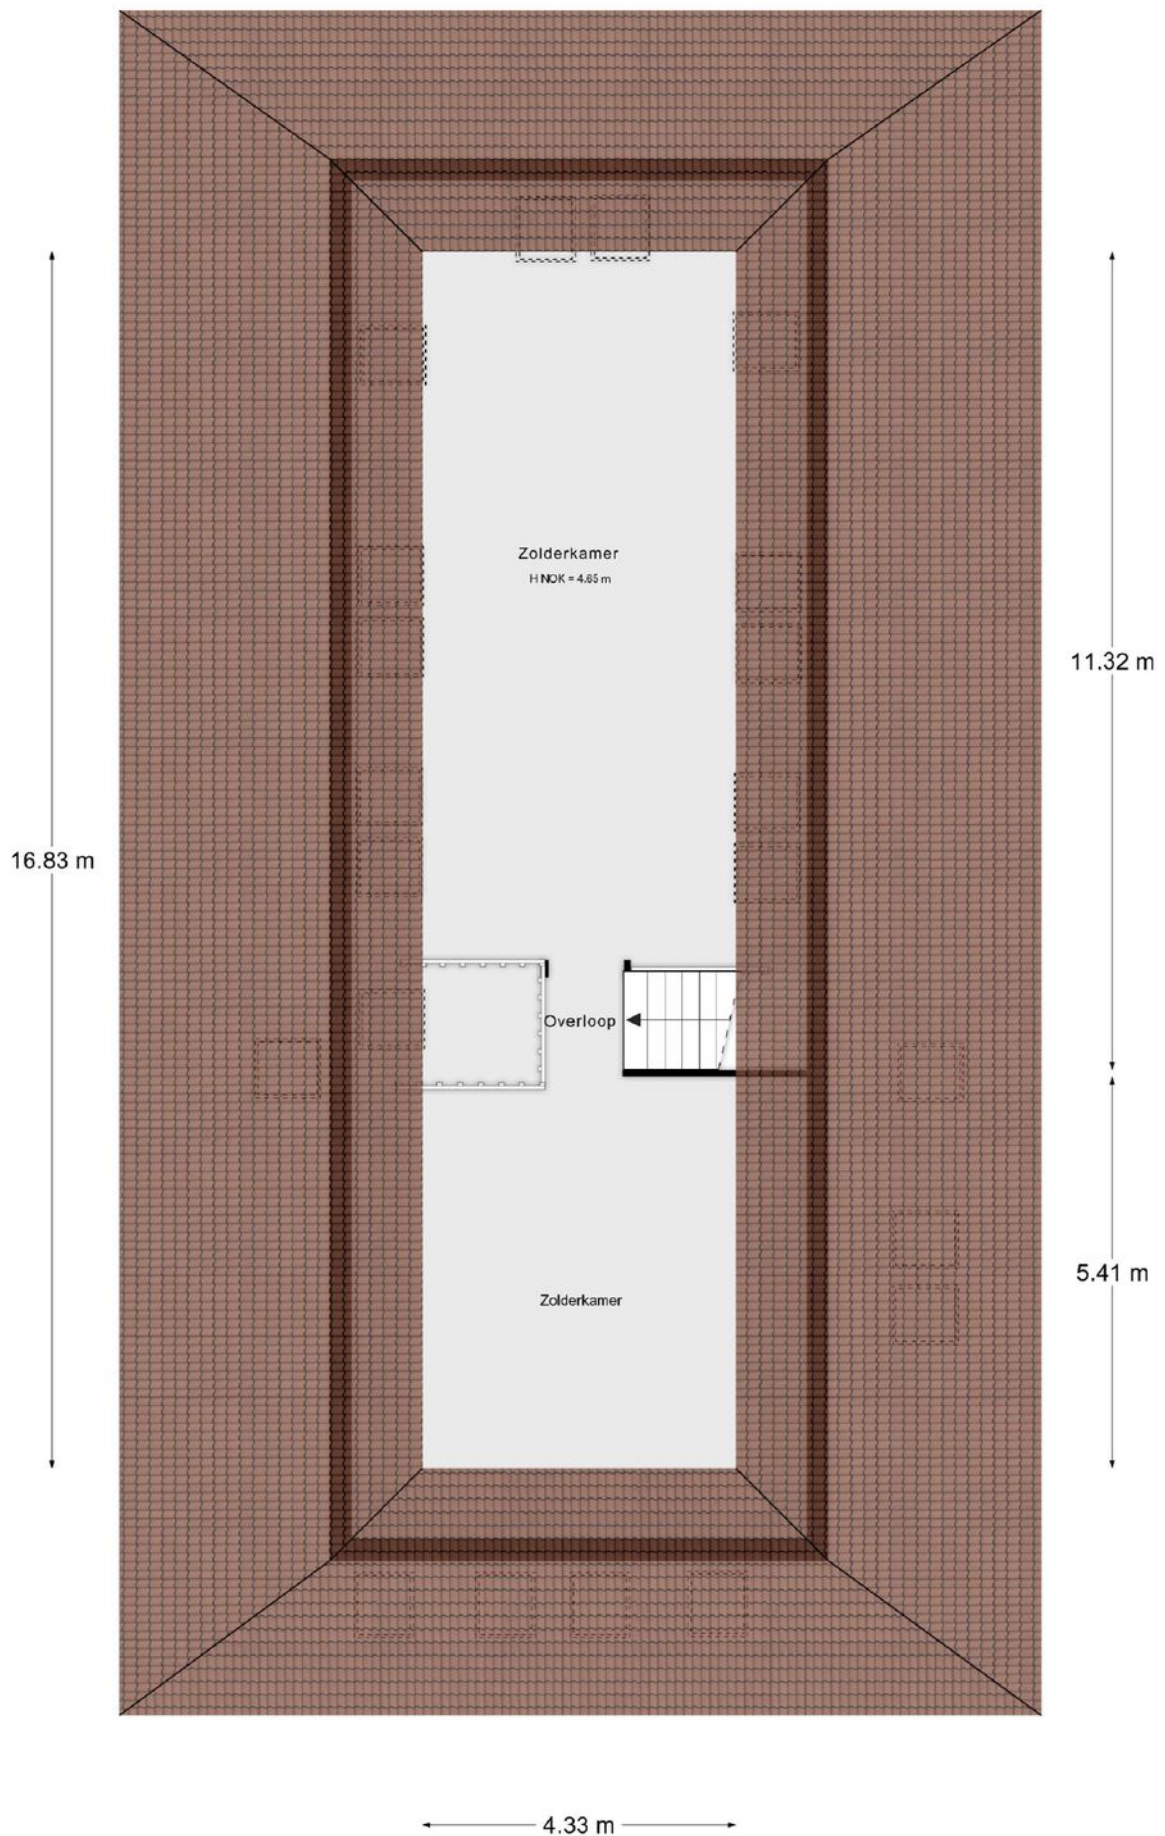 Zolderkamer
H NOK = 4.65 m
11.32 m
16.83 m
Overloop
5.41 m
Zolderkamer
4.33 m